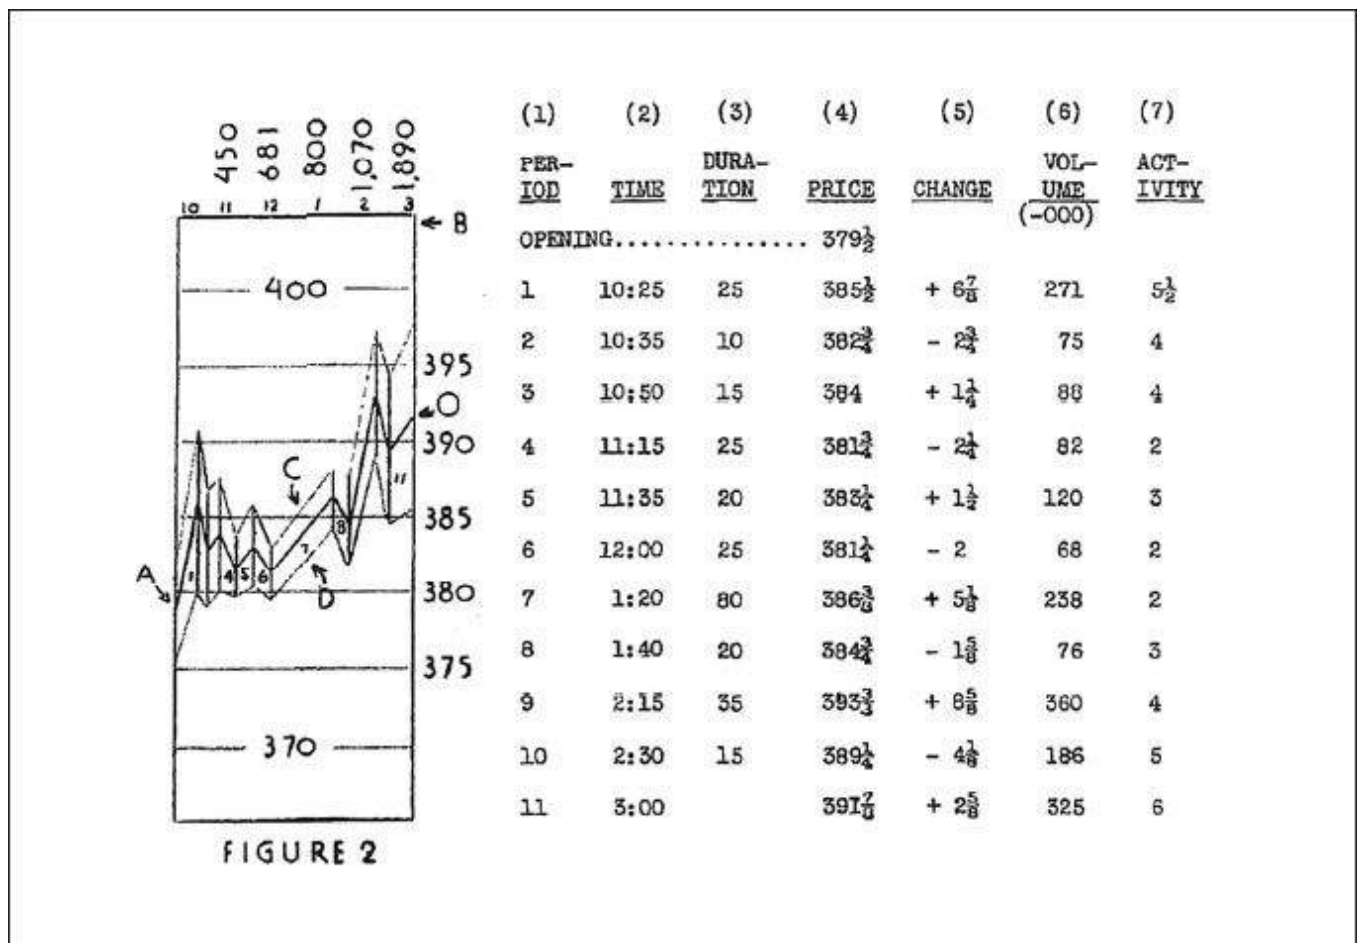 450
681
800
1,070
1,890
10 11 12 1 2 3
B
400
395
O
390
C
385
8
A
1 4 5 6 7 11
D
380
375
370
FIGURE 2
(1) (2) (3) (4) (5) (6) (7)
PER- DURA- VOL- ACT-
IOD TIME TION PRICE CHANGE UME IVITY
(-000)
OPENING.............. 379½
1 10:25 25 385½ + 6⅞ 271 5½
2 10:35 10 382¾ - 2¾ 75 4
3 10:50 15 384 + 1¼ 88 4
4 11:15 25 381¾ - 2¼ 82 2
5 11:35 20 383¼ + 1½ 120 3
6 12:00 25 381¼ - 2 68 2
7 1:20 80 386⅜ + 5⅛ 238 2
8 1:40 20 384¾ - 1⅝ 76 3
9 2:15 35 393⅜ + 8⅝ 360 4
10 2:30 15 389¼ - 4⅛ 186 5
11 3:00 391⅞ + 2⅝ 325 6